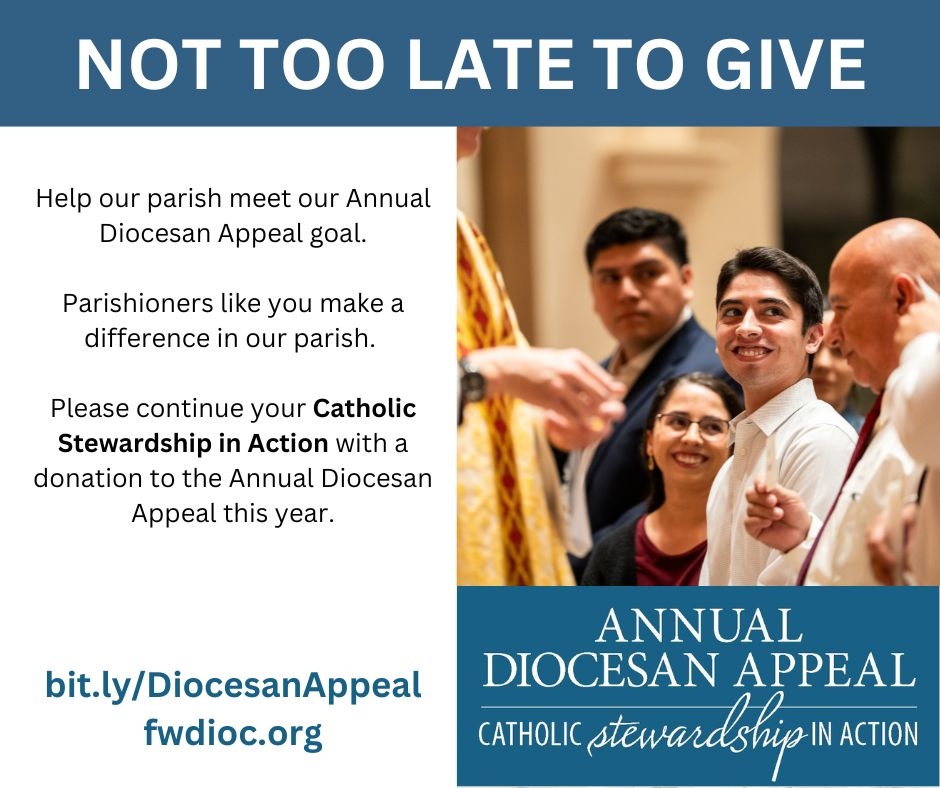 NOT TOO LATE TO GIVE
Help our parish meet our Annual
Diocesan Appeal goal.
Parishioners like you make a
difference in our parish.
Please continue your Catholic
Stewardship in Action with a
donation to the Annual Diocesan
Appeal this year.
bit.ly/DiocesanAppeal
fwdioc.org
ANNUAL
DIOCESAN APPEAL
CATHOLIC stewardship IN ACTION